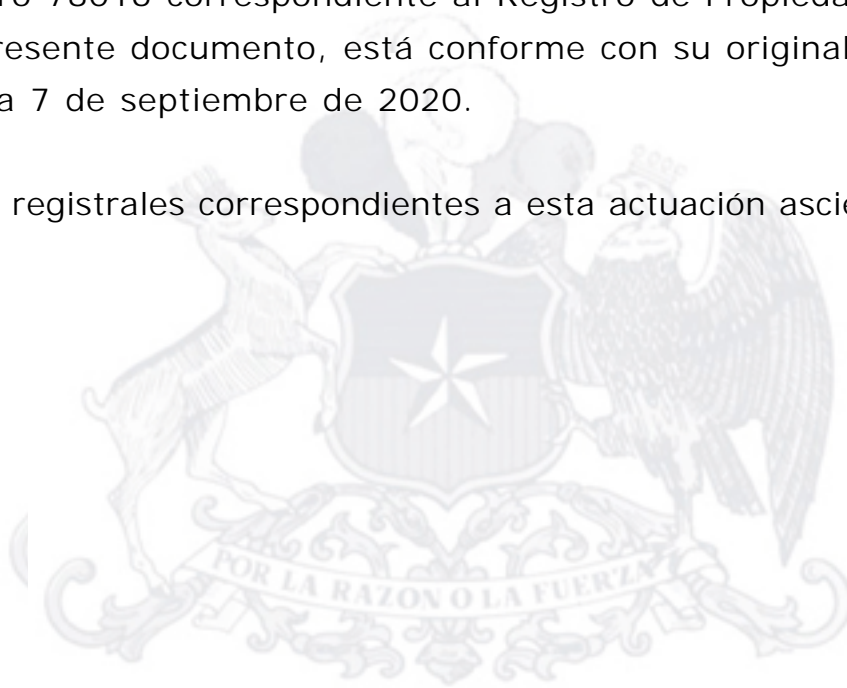 78018 correspondiente al Registro de Propieda
resente documento, está conforme con su original
a 7 de septiembre de 2020.
registrales correspondientes a esta actuación ascie
POR LA RAZON O LA FUERZA